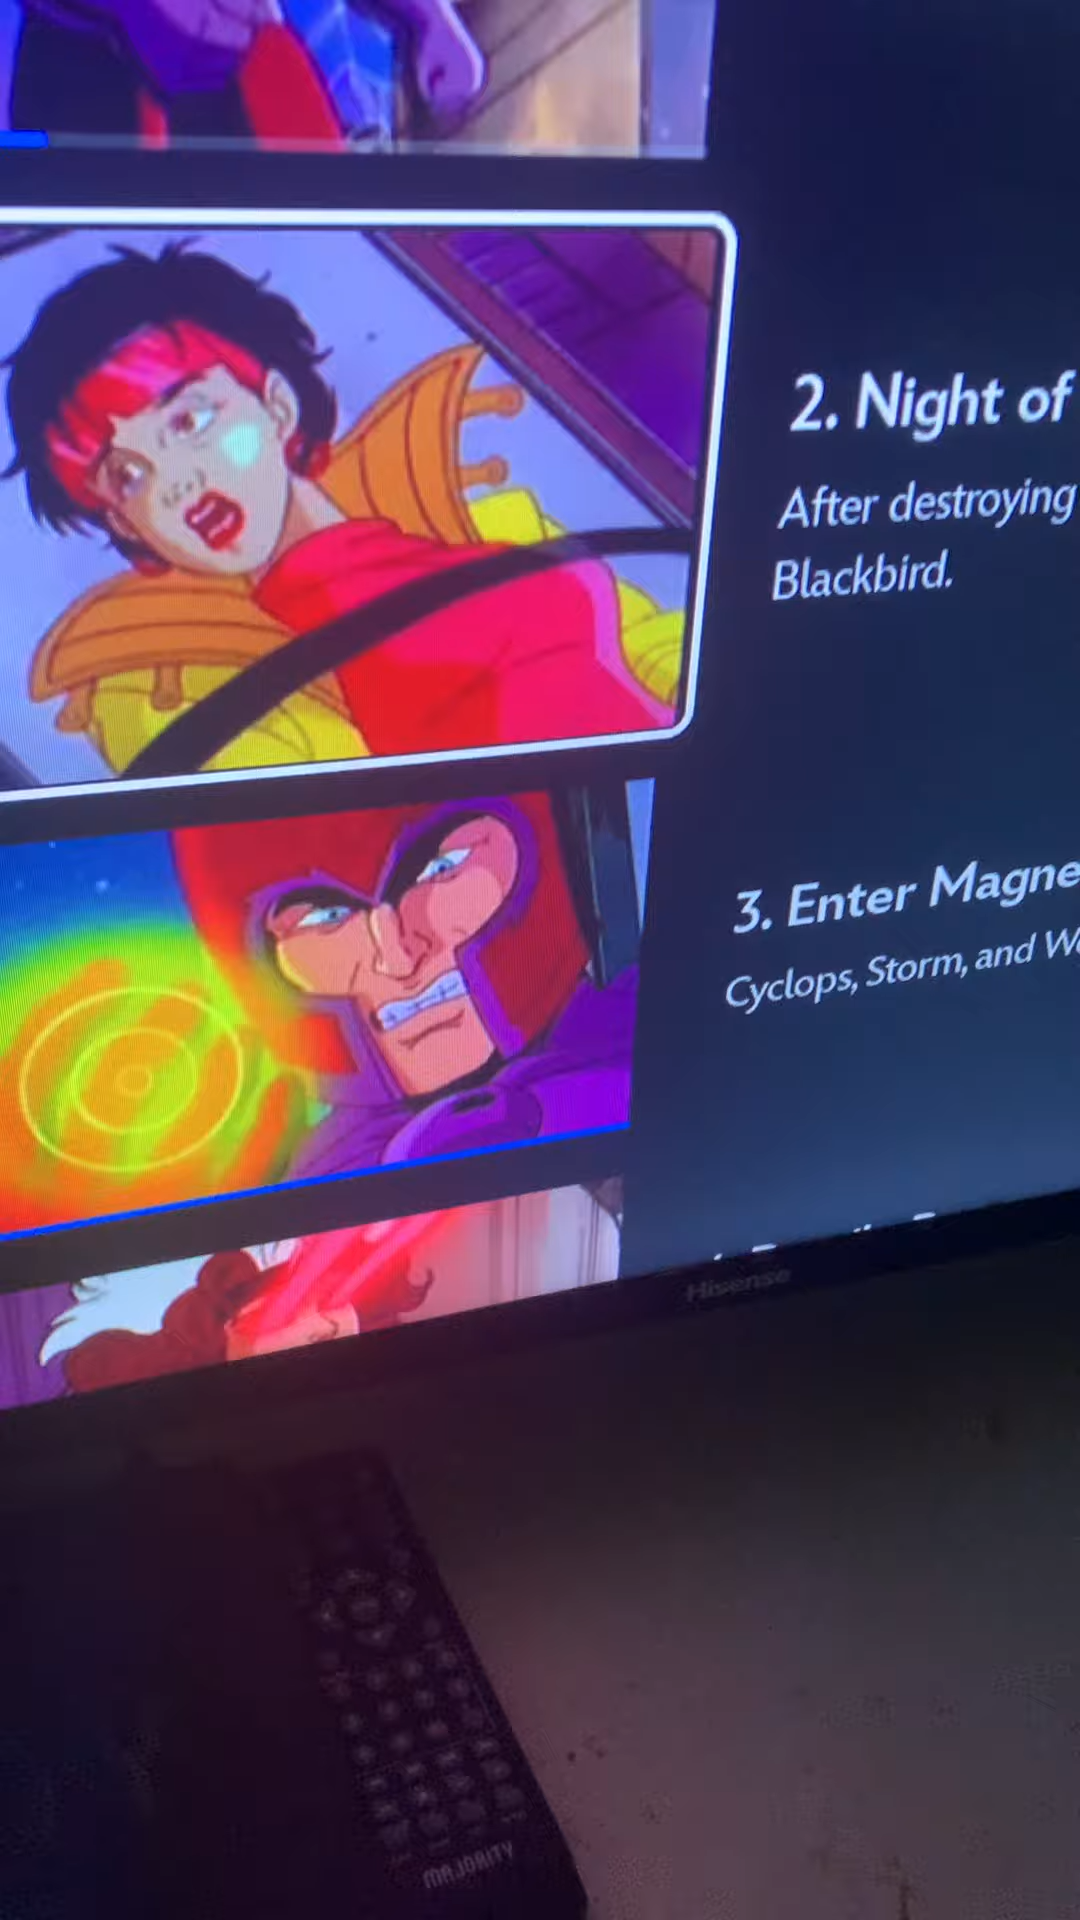 2. Night of
After destroying
Blackbird.
3. Enter Magne
Cyclops, Storm, and
Hisense
MAJORITY